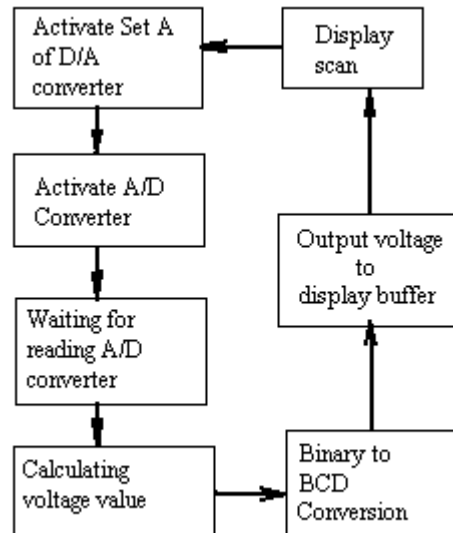 Activate Set A
of D/A
converter
Activate A/D
Converter
Waiting for
reading A/D
converter
Calculating
voltage value
Binary to
BCD
Conversion
Output voltage
to
display buffer
Display
scan